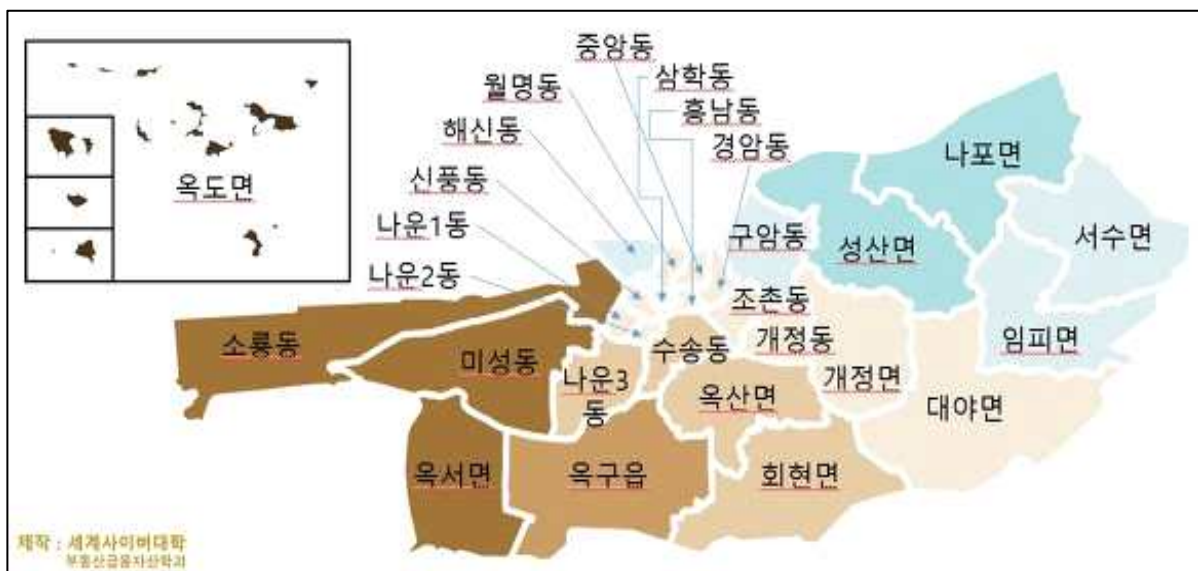 중앙동
삼학동
월명동
흥남동
해신동
경암동
신풍동
나포면
옥도면
나운1동
구암동
서수면
성산면
나운2동
조촌동
소룡동
수송동
개정동
임피면
미성동
나운3
동
개정면
옥산면
대야면
옥서면
옥구읍
회현면
제작 : 세계사이버대학
부동산금융자산학과